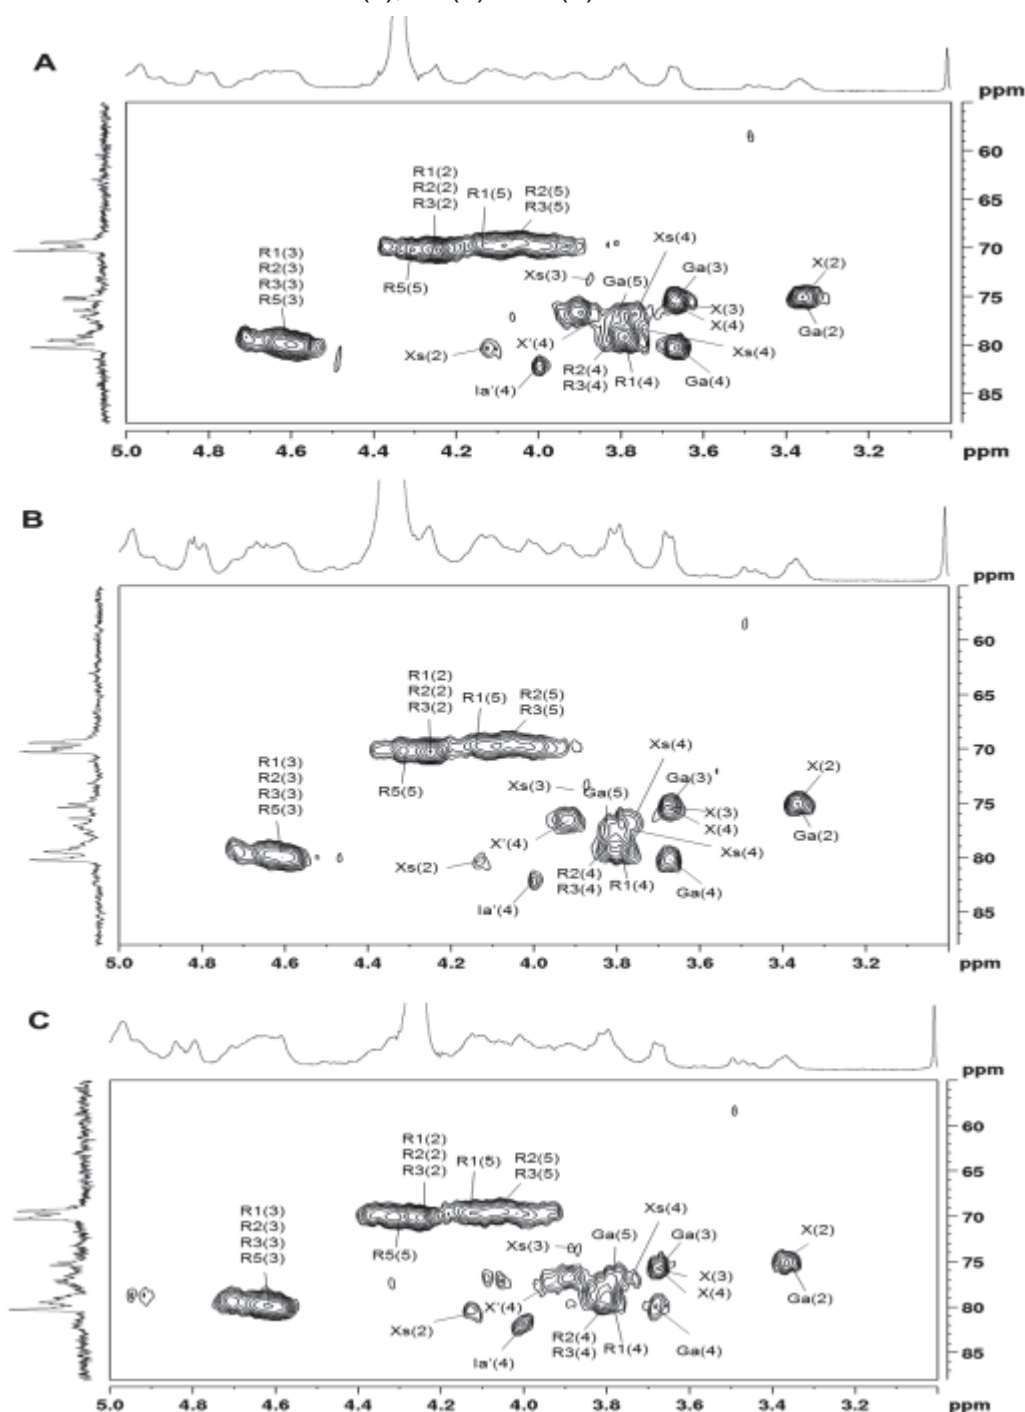 A
ppm
R1(2)
R2(2)
R3(2)
R1(5)
R2(5)
R3(5)
R1(3)
R2(3)
R3(3)
R5(3)
R5(5)
Xs(4)
Xs(3)
Ga(5)
Ga(3)
X(2)
X(3)
X(4)
Ga(2)
Xs(2)
X'(4)
Xs(4)
R2(4)
R3(4)
R1(4)
Ga(4)
Ia'(4)
60
65
70
75
80
85
5.0 4.8 4.6 4.4 4.2 4.0 3.8 3.6 3.4 3.2 ppm
B
ppm
R1(2)
R2(2)
R3(2)
R1(5)
R2(5)
R3(5)
R1(3)
R2(3)
R3(3)
R5(3)
R5(5)
Xs(4)
Xs(3)
Ga(5)
Ga(3)'
X(2)
X(3)
X(4)
Ga(2)
X'(4)
Xs(4)
Xs(2)
R2(4)
R3(4)
R1(4)
Ga(4)
Ia'(4)
60
65
70
75
80
85
5.0 4.8 4.6 4.4 4.2 4.0 3.8 3.6 3.4 3.2 ppm
C
ppm
R1(2)
R2(2)
R3(2)
R1(5)
R2(5)
R3(5)
R1(3)
R2(3)
R3(3)
R5(3)
R5(5)
Xs(4)
Xs(3)
Ga(5)
Ga(3)
X(2)
X(3)
X(4)
Ga(2)
X'(4)
Xs(2)
R2(4)
R3(4)
R1(4)
Ga(4)
Ia'(4)
60
65
70
75
80
85
5.0 4.8 4.6 4.4 4.2 4.0 3.8 3.6 3.4 3.2 ppm